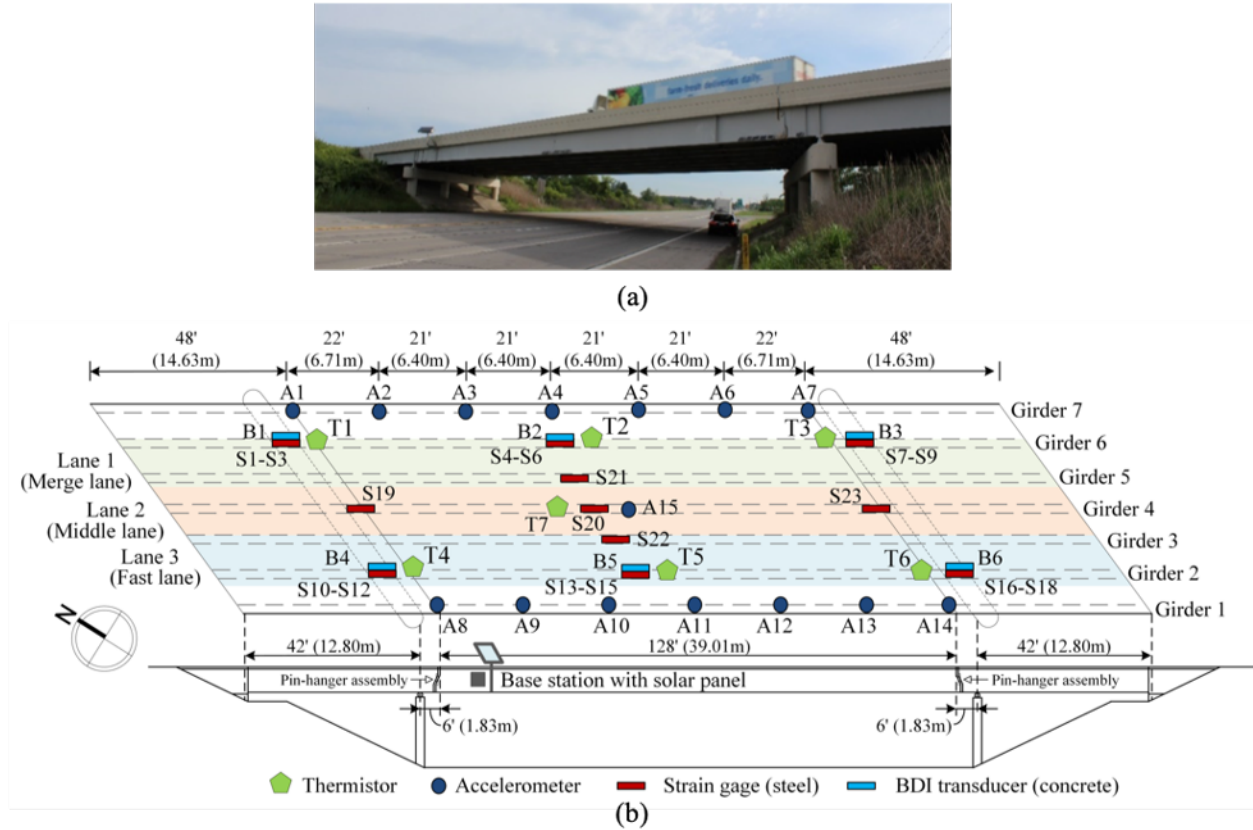 farm fresh deliveries daily.
(a)
48' 22' 21' 21' 21' 21' 22' 48'
(14.63m) (6.71m) (6.40m) (6.40m) (6.40m) (6.40m) (6.71m) (14.63m)
A1 A2 A3 A4 A5 A6 A7
Girder 7
B1 T1 B2 T2 T3 B3
Girder 6
S1-S3 S4-S6 S7-S9
Lane 1
(Merge lane)
S21
Girder 5
Lane 2
(Middle lane)
S19 T7 S20 A15 S23
Girder 4
S22
Girder 3
Lane 3
(Fast lane)
B4 T4 B5 T5 T6 B6
Girder 2
S10-S12 S13-S15 S16-S18
Girder 1
A8 A9 A10 A11 A12 A13 A14
N
42' (12.80m) 128' (39.01m) 42' (12.80m)
Pin-hanger assembly Base station with solar panel Pin-hanger assembly
6' (1.83m) 6' (1.83m)
Thermistor Accelerometer Strain gage (steel) BDI transducer (concrete)
(b)